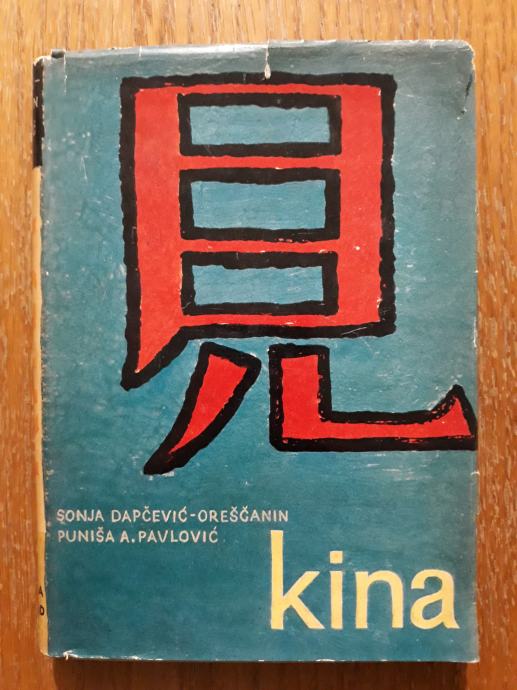 見
SONJA DAPČEVIĆ-OREŠČANIN
PUNIŠA A. PAVLOVIĆ
kina